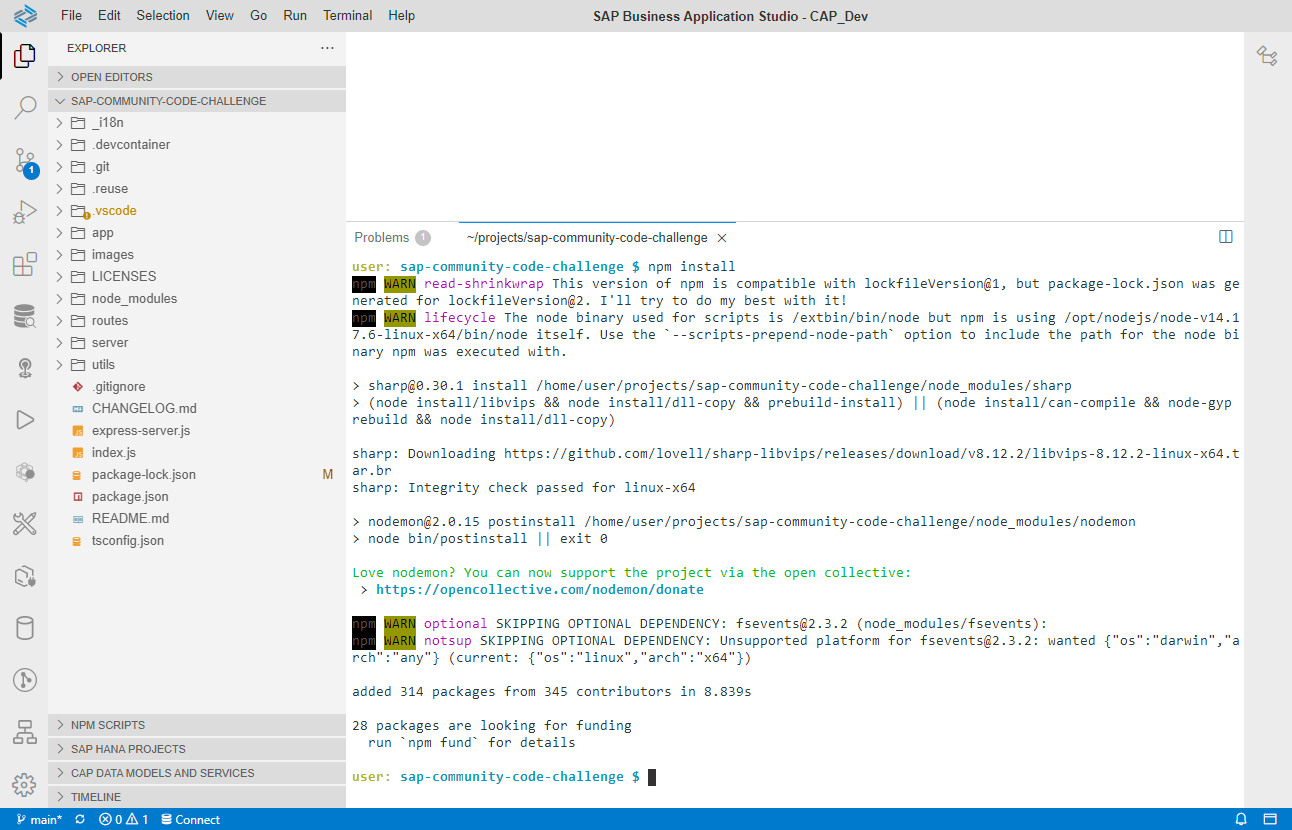 File Edit Selection View Go Run Terminal Help
SAP Business Application Studio - CAP_Dev
EXPLORER
OPEN EDITORS
SAP-COMMUNITY-CODE-CHALLENGE
_i18n
.devcontainer
.git
.reuse
.vscode
app
images
LICENSES
node_modules
routes
server
utils
.gitignore
CHANGELOG.md
express-server.js
index.js
package-lock.json M
package.json
README.md
tsconfig.json
NPM SCRIPTS
SAP HANA PROJECTS
CAP DATA MODELS AND SERVICES
TIMELINE
1
Problems 1
~/projects/sap-community-code-challenge
user: sap-community-code-challenge $ npm install
npm WARN read-shrinkwrap This version of npm is compatible with lockfileVersion@1, but package-lock.json was ge
nerated for lockfileVersion@2. I'll try to do my best with it!
npm WARN lifecycle The node binary used for scripts is /extbin/bin/node but npm is using /opt/nodejs/node-v14.1
7.6-linux-x64/bin/node itself. Use the `--scripts-prepend-node-path` option to include the path for the node bi
nary npm was executed with.
> sharp@0.30.1 install /home/user/projects/sap-community-code-challenge/node_modules/sharp
> (node install/libvips && node install/dll-copy && prebuild-install) || (node install/can-compile && node-gyp
rebuild && node install/dll-copy)
sharp: Downloading https://github.com/lovell/sharp-libvips/releases/download/v8.12.2/libvips-8.12.2-linux-x64.t
ar.br
sharp: Integrity check passed for linux-x64
> nodemon@2.0.15 postinstall /home/user/projects/sap-community-code-challenge/node_modules/nodemon
> node bin/postinstall || exit 0
Love nodemon? You can now support the project via the open collective:
> https://opencollective.com/nodemon/donate
npm WARN optional SKIPPING OPTIONAL DEPENDENCY: fsevents@2.3.2 (node_modules/fsevents):
npm WARN notsup SKIPPING OPTIONAL DEPENDENCY: Unsupported platform for fsevents@2.3.2: wanted {"os":"darwin","a
rch":"any"} (current: {"os":"linux","arch":"x64"})
added 314 packages from 345 contributors in 8.839s
28 packages are looking for funding
run `npm fund` for details
user: sap-community-code-challenge $
main* 0 1 Connect